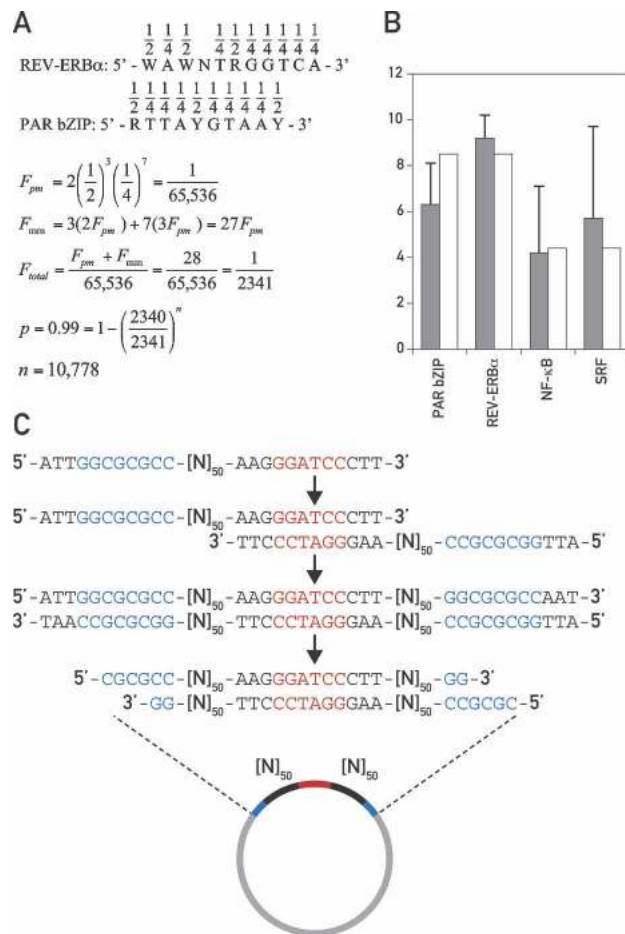 A
1/2 1/4 1/2 1/4 1/2 1/4 1/4 1/4 1/4 1/4
REV-ERBα: 5' - W A W N T R G G T C A - 3'
1/2 1/4 1/4 1/4 1/2 1/4 1/4 1/4 1/4 1/2
PAR bZIP: 5' - R T T A Y G T A A Y - 3'
F_pm = 2(1/2)^3 (1/4)^7 = 1/65,536
F_mm = 3(2F_pm) + 7(3F_pm) = 27F_pm
F_total = (F_pm + F_mm)/65,536 = 28/65,536 = 1/2341
p = 0.99 = 1 - (2340/2341)^n
n = 10,778
B
12
10
8
6
4
2
0
PAR bZIP
REV-ERBα
NF-κB
SRF
C
5'-ATTGGCGCGCC-[N]50-AAGGGATCCCTT-3'
5'-ATTGGCGCGCC-[N]50-AAGGGATCCCTT-3'
3'-TTCCCTAGGGAA-[N]50-CCGCGCGGTTA-5'
5'-ATTGGCGCGCC-[N]50-AAGGGATCCCTT-[N]50-GGCGCGCCAAT-3'
3'-TAACCGCGCGG-[N]50-TTCCCTAGGGAA-[N]50-CCGCGCGGTTA-5'
5'-CGCGCC-[N]50-AAGGGATCCCTT-[N]50-GG-3'
3'-GG-[N]50-TTCCCTAGGGAA-[N]50-CCGCGC-5'
[N]50 [N]50